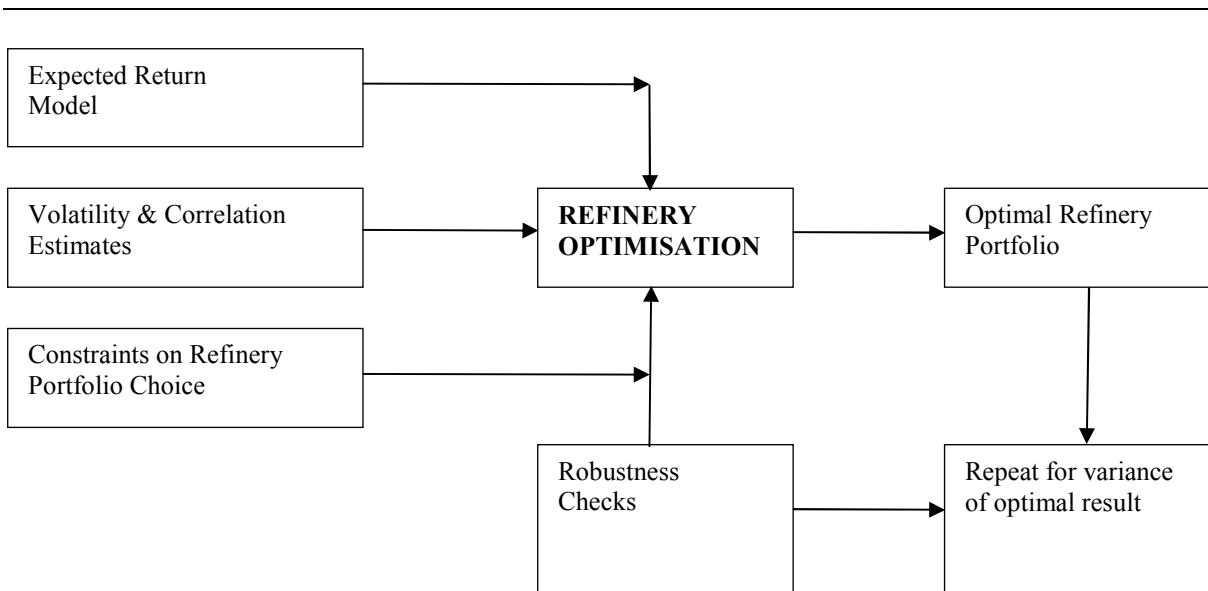 Expected Return
Model
Volatility & Correlation
Estimates
REFINERY
OPTIMISATION
Optimal Refinery
Portfolio
Constraints on Refinery
Portfolio Choice
Robustness
Checks
Repeat for variance
of optimal result